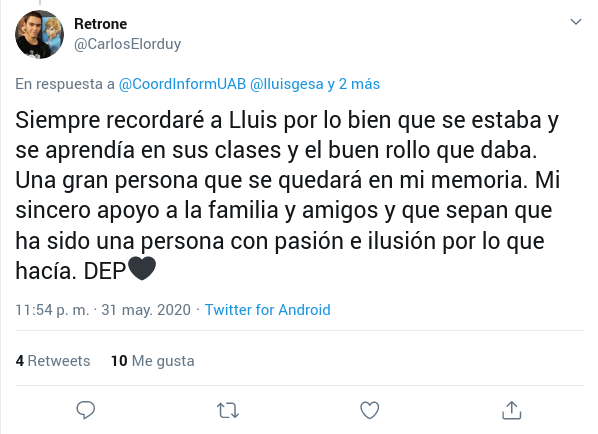 Retrone
@CarlosElorduy
En respuesta a @CoordInformUAB @lluisgesa y 2 más
Siempre recordaré a Lluis por lo bien que se estaba y
se aprendía en sus clases y el buen rollo que daba.
Una gran persona que se quedará en mi memoria. Mi
sincero apoyo a la familia y amigos y que sepan que
ha sido una persona con pasión e ilusión por lo que
hacía. DEP🖤
11:54 p. m. · 31 may. 2020 · Twitter for Android
4 Retweets 10 Me gusta